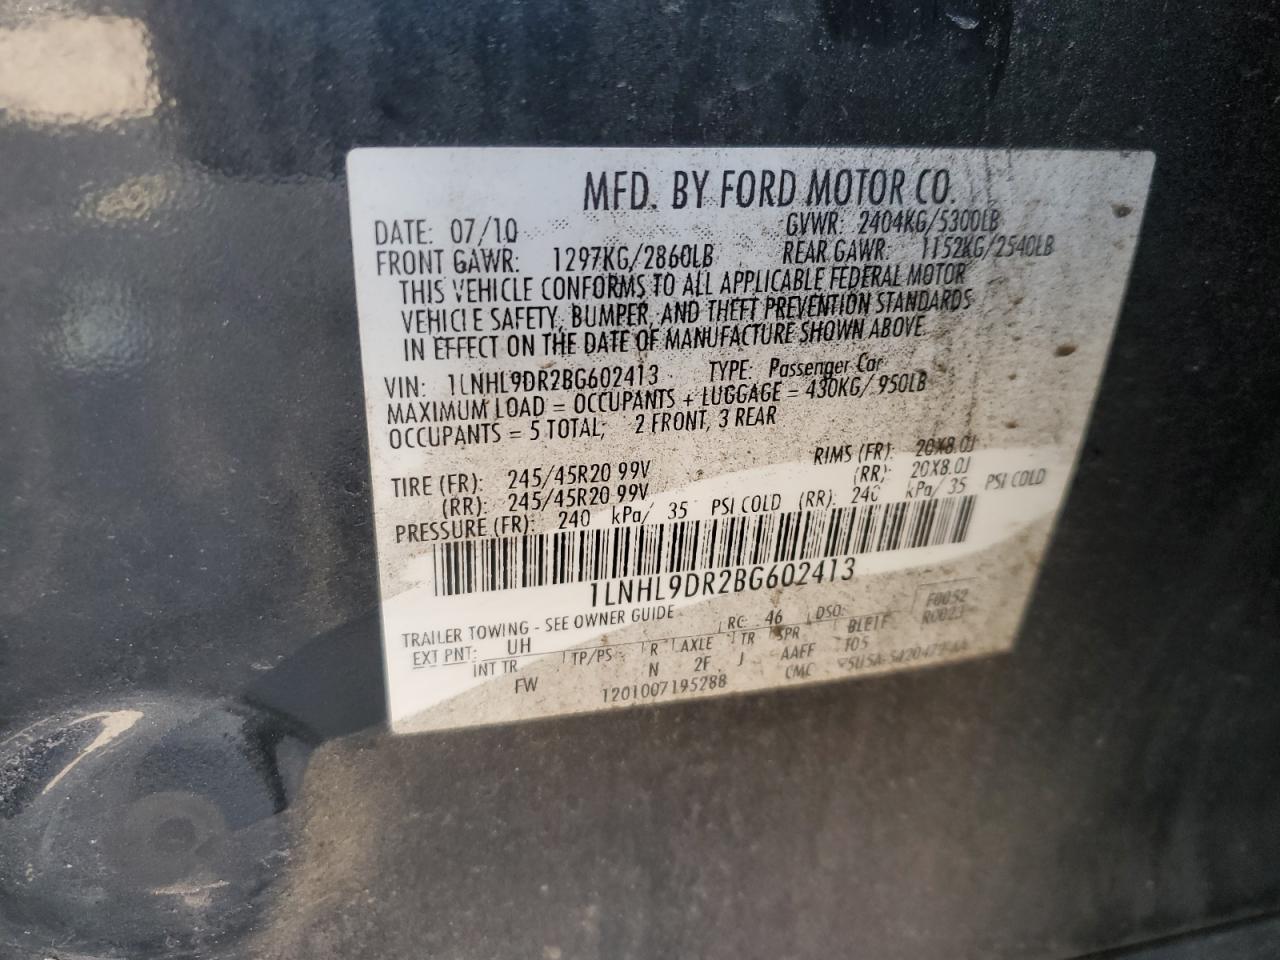 MFD. BY FORD MOTOR CO.
DATE: 07/10 GVWR: 2404KG/5300LB
FRONT GAWR: 1297KG/2860LB REAR GAWR: 1152KG/2540LB
THIS VEHICLE CONFORMS TO ALL APPLICABLE FEDERAL MOTOR
VEHICLE SAFETY, BUMPER, AND THEFT PREVENTION STANDARDS
IN EFFECT ON THE DATE OF MANUFACTURE SHOWN ABOVE.
VIN: 1LNHL9DR2BG602413 TYPE: Passenger Car
MAXIMUM LOAD = OCCUPANTS + LUGGAGE = 430KG/ 950LB
OCCUPANTS = 5 TOTAL; 2 FRONT, 3 REAR
TIRE (FR): 245/45R20 99V RIMS (FR): 20X8.0J
(RR): 245/45R20 99V (RR): 20X8.0J
PRESSURE (FR): 240 kPa/ 35 PSI COLD (RR): 240 kPa/ 35 PSI COLD
1LNHL9DR2BG602413
TRAILER TOWING - SEE OWNER GUIDE
EXT PNT: UH RC: 46 DSO: F0052
INT TR TP/PS R AXLE TR SPR R0023
FW N 2F J AAFF
1201007195288 CMC